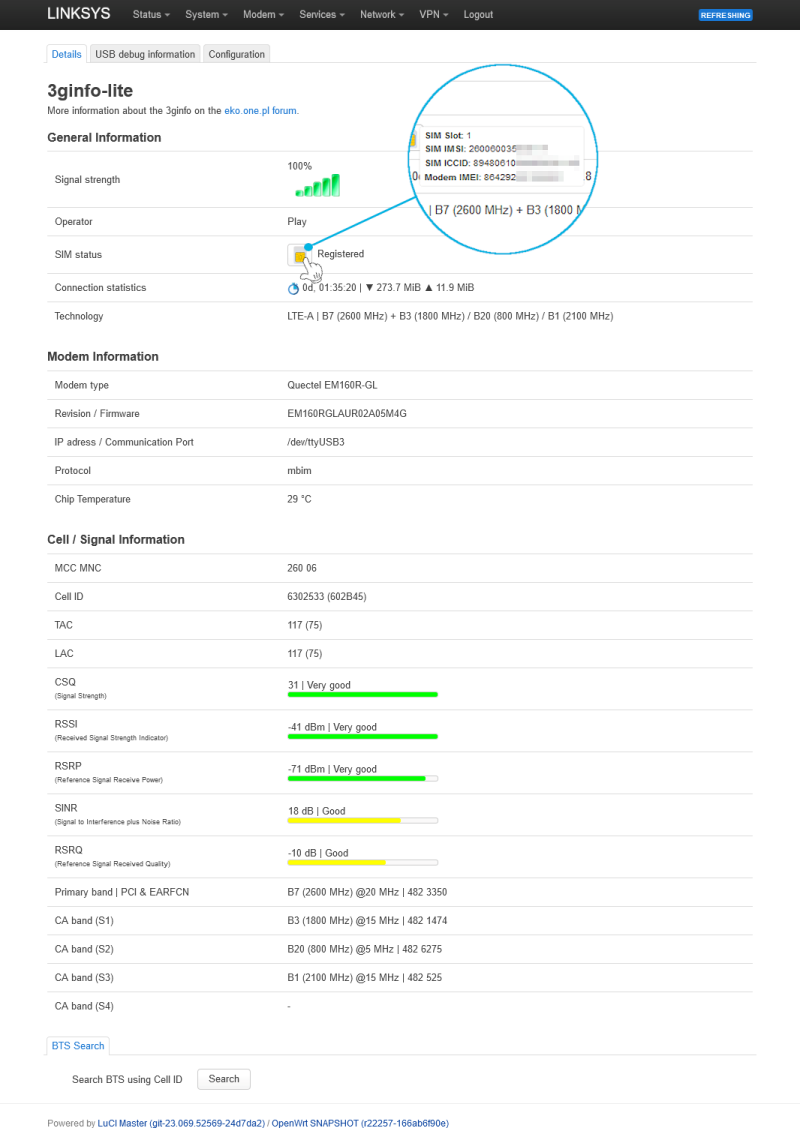 LINKSYS Status System Modem Services Network VPN Logout REFRESHING
Details USB debug information Configuration
3ginfo-lite
More information about the 3ginfo on the eko.one.pl forum.
General Information
Signal strength 100%
Operator Play
SIM status Registered
SIM Slot: 1
SIM IMSI: 260060035
SIM ICCID: 89480610
Modem IMEI: 864292
| B7 (2600 MHz) + B3 (1800 M
Connection statistics 0d, 01:35:20 | ▼ 273.7 MiB ▲ 11.9 MiB
Technology LTE-A | B7 (2600 MHz) + B3 (1800 MHz) / B20 (800 MHz) / B1 (2100 MHz)
Modem Information
Modem type Quectel EM160R-GL
Revision / Firmware EM160RGLAUR02A05M4G
IP adress / Communication Port /dev/ttyUSB3
Protocol mbim
Chip Temperature 29 °C
Cell / Signal Information
MCC MNC 260 06
Cell ID 6302533 (602B45)
TAC 117 (75)
LAC 117 (75)
CSQ 31 | Very good
(Signal Strength)
RSSI -41 dBm | Very good
(Received Signal Strength Indicator)
RSRP -71 dBm | Very good
(Reference Signal Receive Power)
SINR 18 dB | Good
(Signal to Interference plus Noise Ratio)
RSRQ -10 dB | Good
(Reference Signal Received Quality)
Primary band | PCI & EARFCN B7 (2600 MHz) @20 MHz | 482 3350
CA band (S1) B3 (1800 MHz) @15 MHz | 482 1474
CA band (S2) B20 (800 MHz) @5 MHz | 482 6275
CA band (S3) B1 (2100 MHz) @15 MHz | 482 525
CA band (S4) -
BTS Search
Search BTS using Cell ID Search
Powered by LuCI Master (git-23.069.52569-24d7da2) / OpenWrt SNAPSHOT (r22257-166ab6f90e)